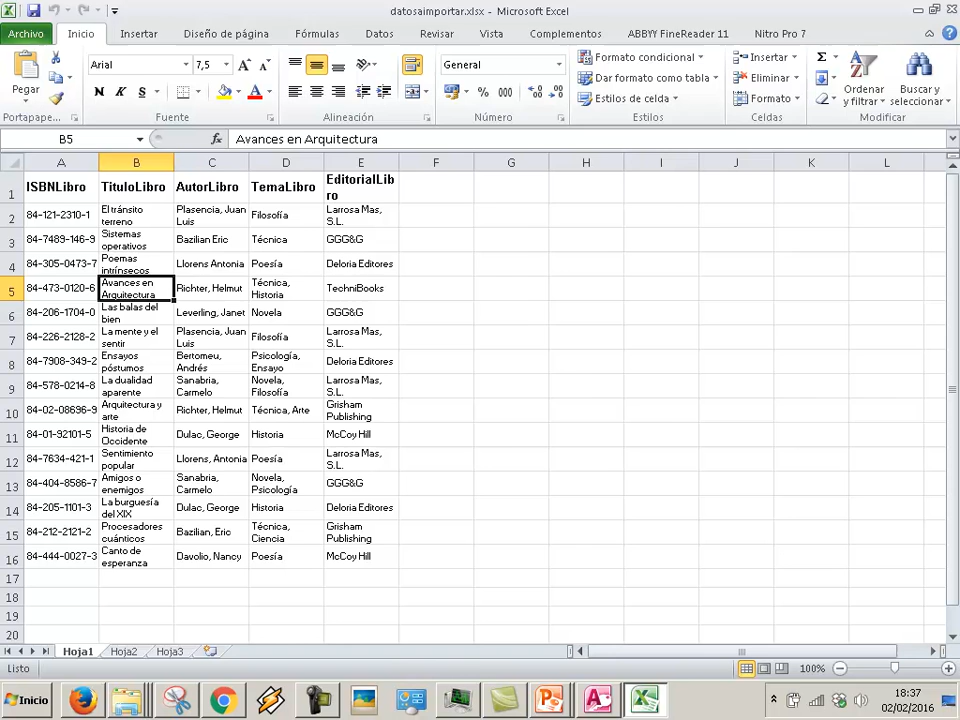 datosaimportar.xlsx - Microsoft Excel
Archivo Inicio Insertar Diseño de página Fórmulas Datos Revisar Vista Complementos ABBYY FineReader 11 Nitro Pro 7
Pegar
Arial 7,5
N K S
General
% 000
Formato condicional
Dar formato como tabla
Estilos de celda
Insertar
Eliminar
Formato
Ordenar y filtrar
Buscar y seleccionar
Portapape... Fuente Alineación Número Estilos Celdas Modificar
B5 fx Avances en Arquitectura
A B C D E F G H I J K L
1 ISBNLibro TituloLibro AutorLibro TemaLibro EditorialLibro
2 84-121-2310-1 El tránsito terreno Plasencia, Juan Luis Filosofía Larrosa Mas, S.L.
3 84-7489-146-9 Sistemas operativos Bazilian Eric Técnica GGG&G
4 84-305-0473-7 Poemas intrínsecos Llorens Antonia Poesía Deloria Editores
5 84-473-0120-6 Avances en Arquitectura Richter, Helmut Técnica, Historia TechniBooks
6 84-206-1704-0 Las balas del bien Leverling, Janet Novela GGG&G
7 84-226-2128-2 La mente y el sentir Plasencia, Juan Luis Filosofía Larrosa Mas, S.L.
8 84-7908-349-2 Ensayos póstumos Bertomeu, Andrés Psicología, Ensayo Deloria Editores
9 84-578-0214-8 La dualidad aparente Sanabria, Carmelo Novela, Filosofía Larrosa Mas, S.L.
10 84-02-08696-9 Arquitectura y arte Richter, Helmut Técnica, Arte Grisham Publishing
11 84-01-92101-5 Historia de Occidente Dulac, George Historia McCoy Hill
12 84-7634-421-1 Sentimiento popular Llorens, Antonia Poesía Larrosa Mas, S.L.
13 84-404-8586-7 Amigos o enemigos Sanabria, Carmelo Novela, Psicología GGG&G
14 84-205-1101-3 La burguesía del XIX Dulac, George Historia Deloria Editores
15 84-212-2121-2 Procesadores cuánticos Bazilian, Eric Técnica, Ciencia Grisham Publishing
16 84-444-0027-3 Canto de esperanza Davolio, Nancy Poesía McCoy Hill
17
18
19
20
Hoja1 Hoja2 Hoja3
Listo 100%
Inicio 18:37
02/02/2016